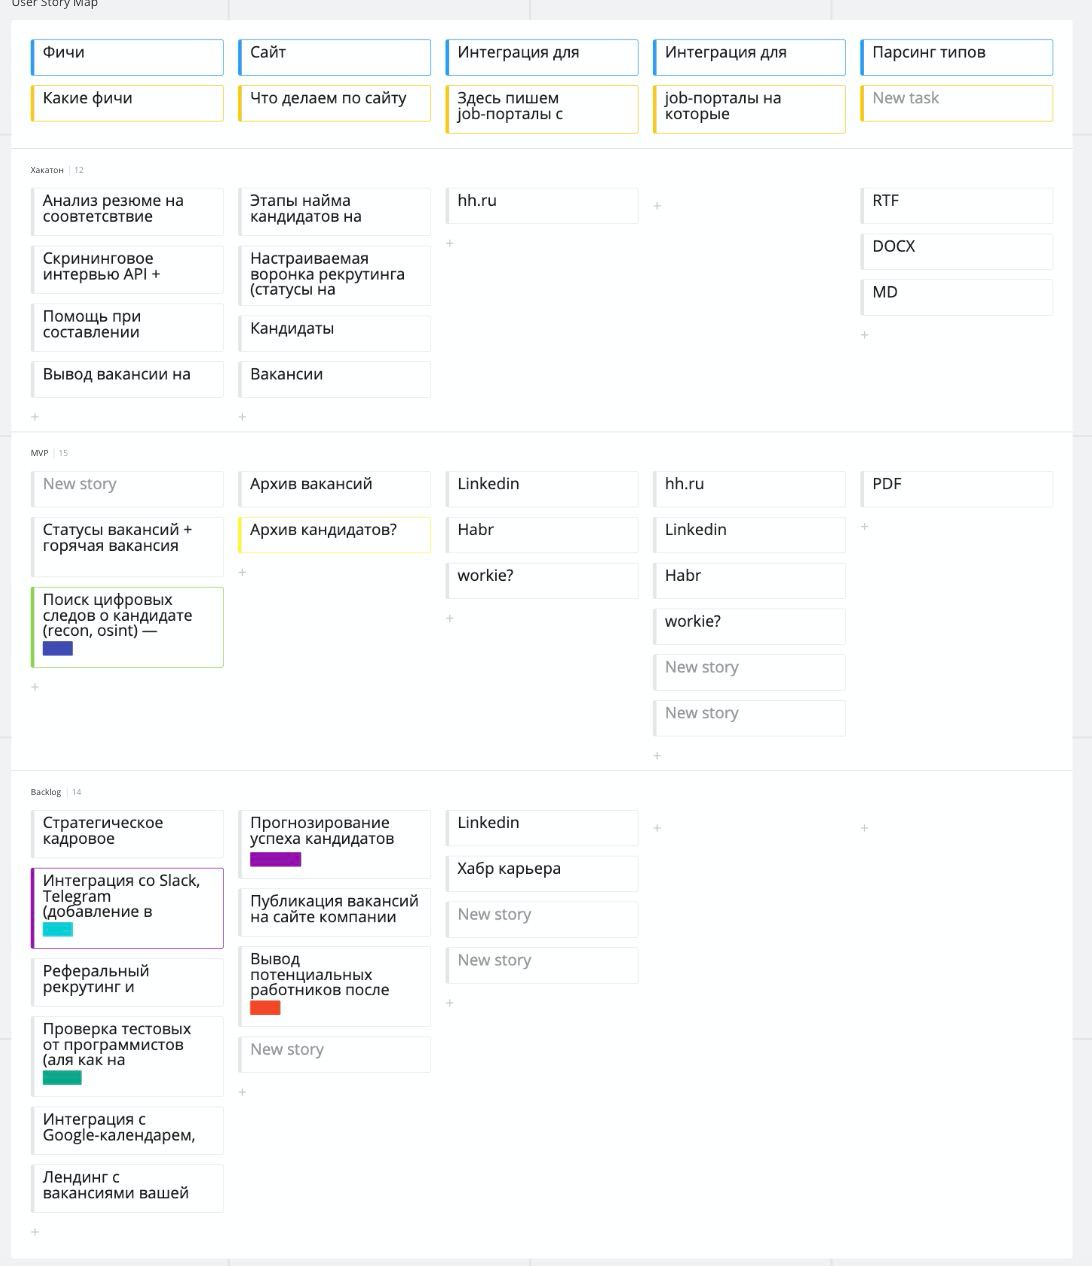 User Story Map
Фичи
Сайт
Интеграция для
Интеграция для
Парсинг типов
Какие фичи
Что делаем по сайту
Здесь пишем
job-порталы с
job-порталы на
которые
New task
Хакатон | 12
Анализ резюме на
соовтетсвтвие
Скрининговое
интервью API +
Помощь при
составлении
Вывод вакансии на
+
Этапы найма
кандидатов на
Настраиваемая
воронка рекрутинга
(статусы на
Кандидаты
Вакансии
+
hh.ru
+
+
RTF
DOCX
MD
+
MVP | 15
New story
Статусы вакансий +
горячая вакансия
Поиск цифровых
следов о кандидате
(recon, osint) —
+
Архив вакансий
Архив кандидатов?
+
Linkedin
Habr
workie?
+
hh.ru
Linkedin
Habr
workie?
New story
New story
+
PDF
+
Backlog | 14
Стратегическое
кадровое
Интеграция со Slack,
Telegram
(добавление в
Реферальный
рекрутинг и
Проверка тестовых
от программистов
(аля как на
Интеграция с
Google-календарем,
Лендинг с
вакансиями вашей
+
Прогнозирование
успеха кандидатов
Публикация вакансий
на сайте компании
Вывод
потенциальных
работников после
New story
+
Linkedin
Хабр карьера
New story
New story
+
+
+